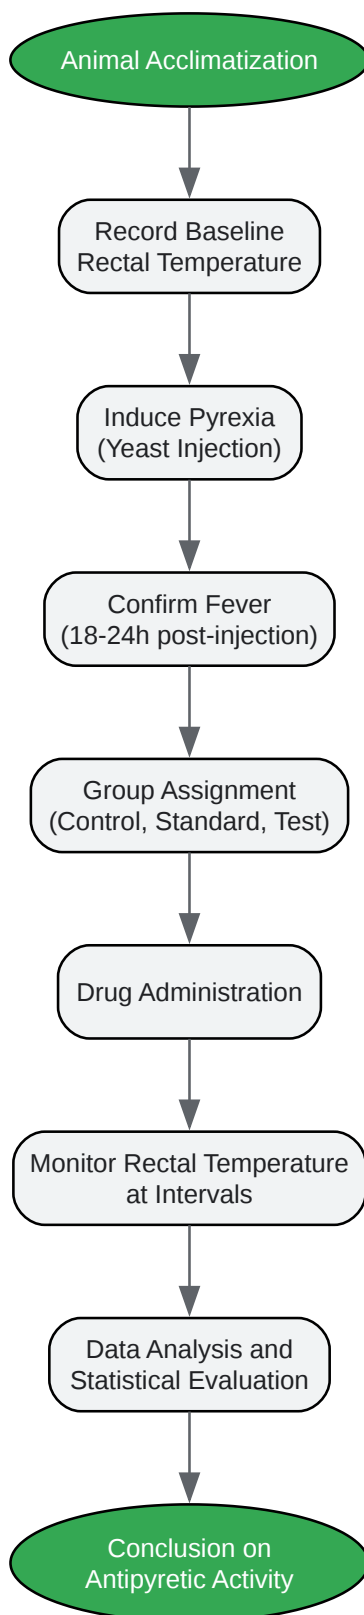 Animal Acclimatization
Record Baseline
Rectal Temperature
Induce Pyrexia
(Yeast Injection)
Confirm Fever
(18-24h post-injection)
Group Assignment
(Control, Standard, Test)
Drug Administration
Monitor Rectal Temperature
at Intervals
Data Analysis and
Statistical Evaluation
Conclusion on
Antipyretic Activity